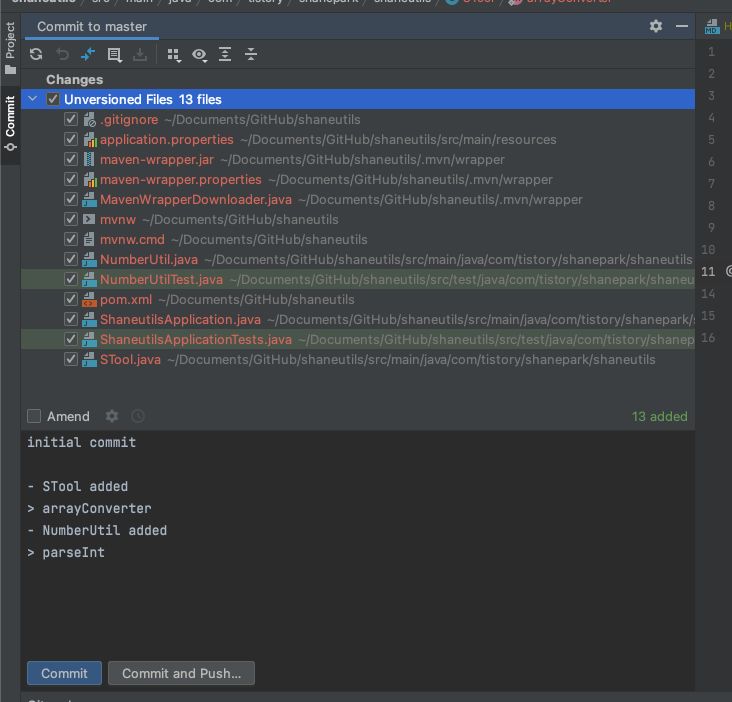 shaneutils / src / main / java / com / tistory / shanepark / shaneutils / STool / arrayConverter
Project
Commit
Commit to master
Changes
Unversioned Files 13 files
.gitignore ~/Documents/GitHub/shaneutils
application.properties ~/Documents/GitHub/shaneutils/src/main/resources
maven-wrapper.jar ~/Documents/GitHub/shaneutils/.mvn/wrapper
maven-wrapper.properties ~/Documents/GitHub/shaneutils/.mvn/wrapper
MavenWrapperDownloader.java ~/Documents/GitHub/shaneutils/.mvn/wrapper
mvnw ~/Documents/GitHub/shaneutils
mvnw.cmd ~/Documents/GitHub/shaneutils
NumberUtil.java ~/Documents/GitHub/shaneutils/src/main/java/com/tistory/shanepark/shaneutils
NumberUtilTest.java ~/Documents/GitHub/shaneutils/src/test/java/com/tistory/shanepark/shaneu
pom.xml ~/Documents/GitHub/shaneutils
ShaneutilsApplication.java ~/Documents/GitHub/shaneutils/src/main/java/com/tistory/shanepark/
ShaneutilsApplicationTests.java ~/Documents/GitHub/shaneutils/src/test/java/com/tistory/shanep
STool.java ~/Documents/GitHub/shaneutils/src/main/java/com/tistory/shanepark/shaneutils
Amend
13 added
initial commit
- STool added
> arrayConverter
- NumberUtil added
> parseInt
Commit
Commit and Push...
MD
1
2
3
4
5
6
7
8
9
10
11 @
14
15
16